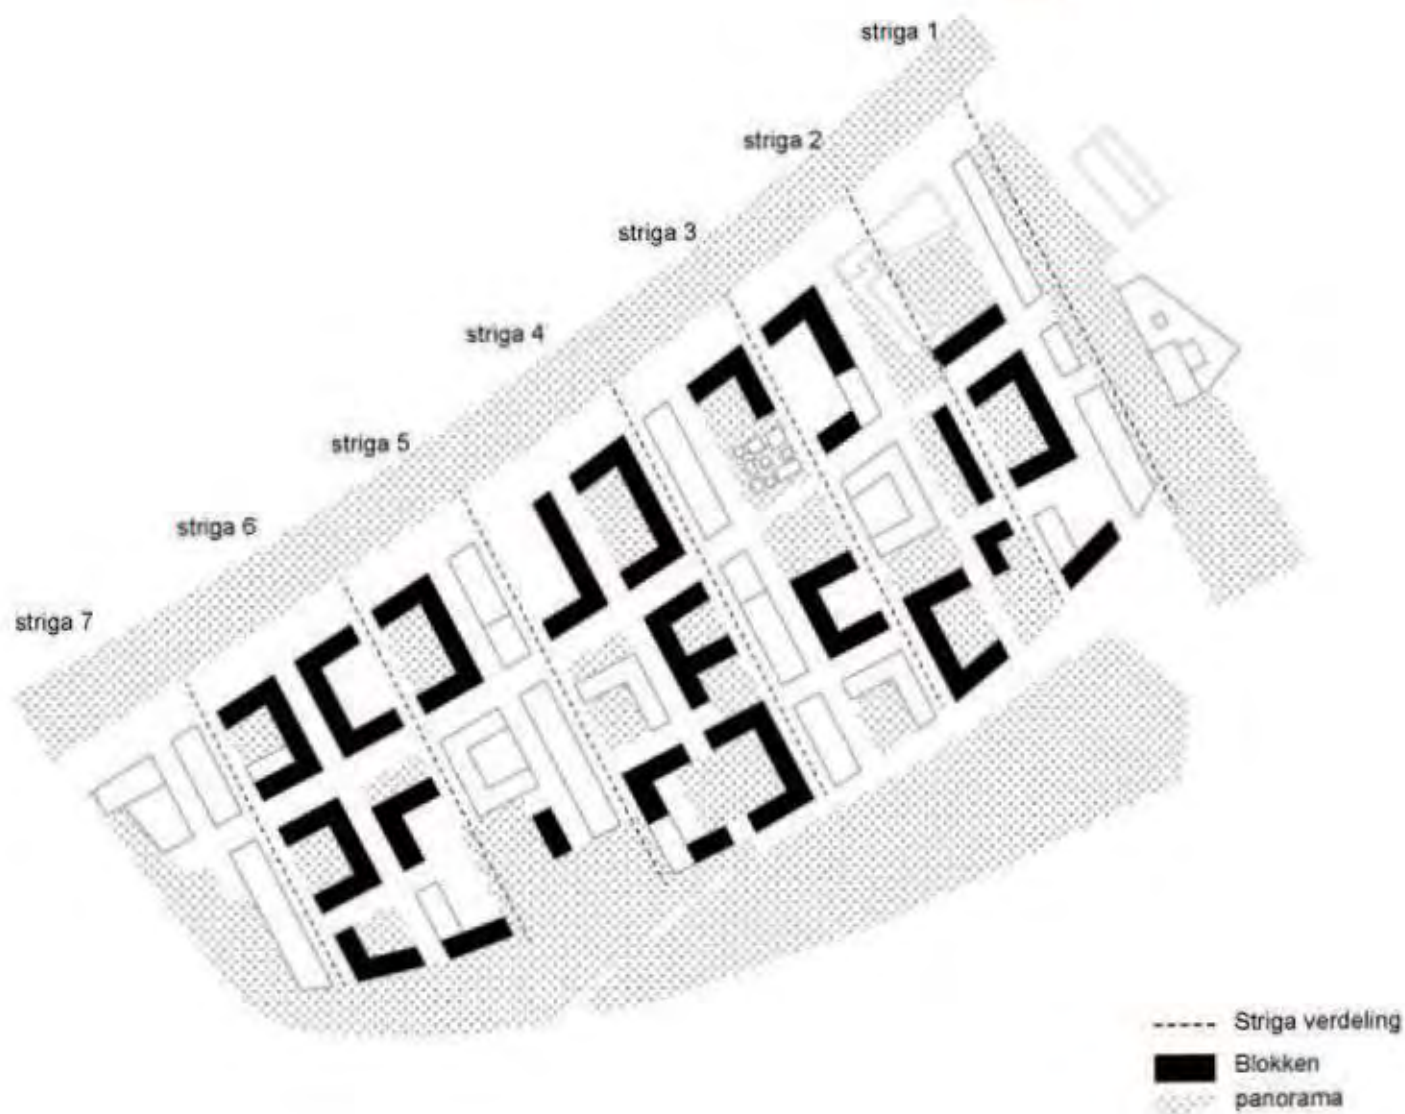 striga 1
striga 2
striga 3
striga 4
striga 5
striga 6
striga 7
Striga verdeling
Blokken
panorama